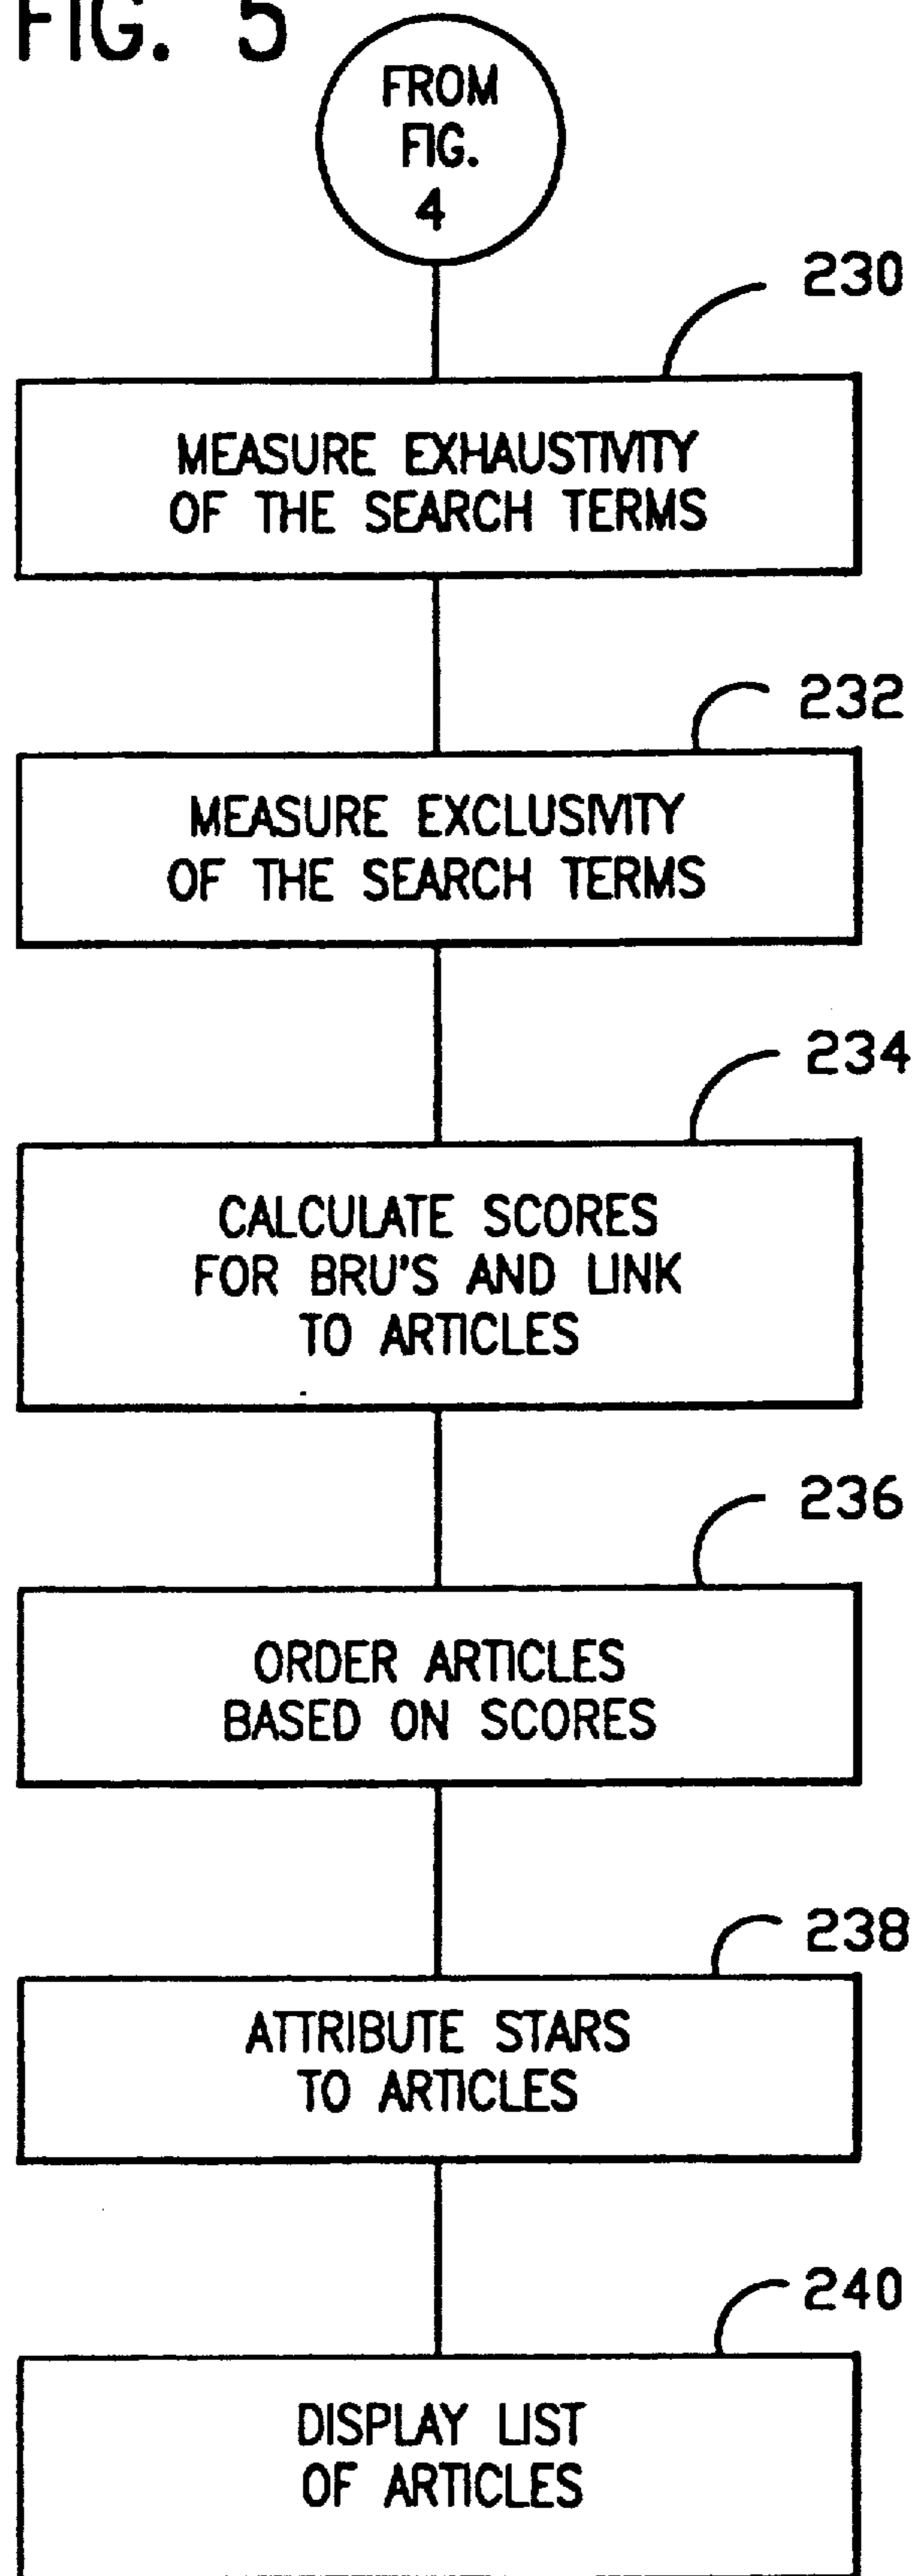 FIG. 5
FROM
FIG.
4
230
MEASURE EXHAUSTIVITY
OF THE SEARCH TERMS
232
MEASURE EXCLUSIVITY
OF THE SEARCH TERMS
234
CALCULATE SCORES
FOR BRU'S AND LINK
TO ARTICLES
236
ORDER ARTICLES
BASED ON SCORES
238
ATTRIBUTE STARS
TO ARTICLES
240
DISPLAY LIST
OF ARTICLES